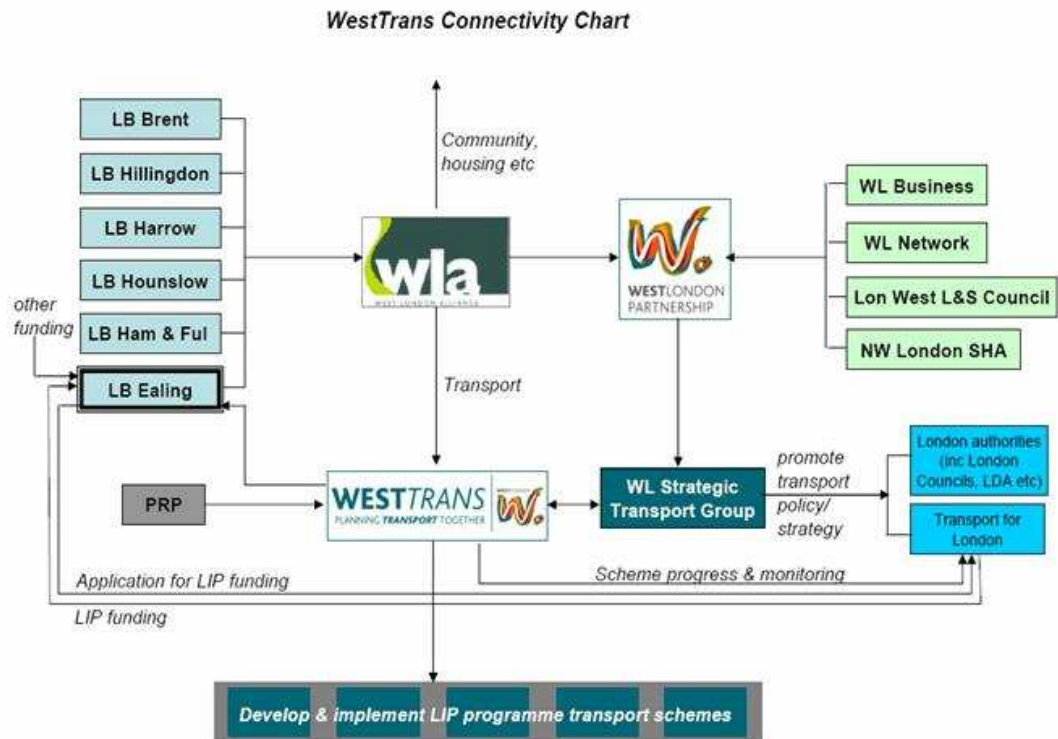 WestTrans Connectivity Chart
LB Brent
LB Hillingdon
LB Harrow
LB Hounslow
LB Ham & Ful
other
funding
LB Ealing
Community,
housing etc
wla
WEST LONDON ALLIANCE
W.
WESTLONDON
PARTNERSHIP
WL Business
WL Network
Lon West L&S Council
NW London SHA
Transport
PRP
WESTTRANS
PLANNING TRANSPORT TOGETHER
W.
WL Strategic
Transport Group
promote
transport
policy/
strategy
London authorities
(inc London
Councils, LDA etc)
Transport for
London
Application for LIP funding
LIP funding
Scheme progress & monitoring
Develop & implement LIP programme transport schemes